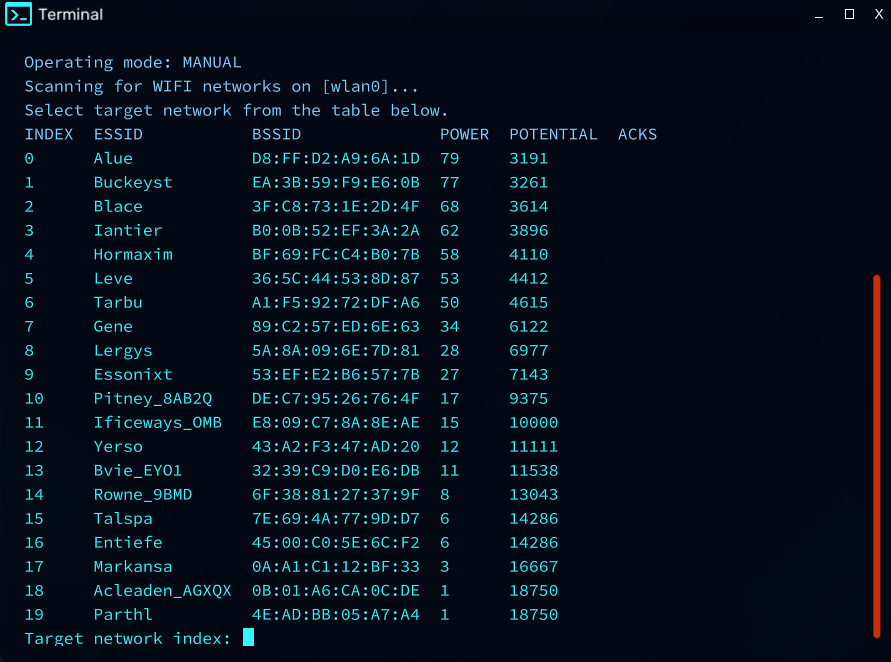 Terminal
Operating mode: MANUAL
Scanning for WIFI networks on [wlan0]...
Select target network from the table below.
INDEX ESSID BSSID POWER POTENTIAL ACKS
0 Alue D8:FF:D2:A9:6A:1D 79 3191
1 Buckeyst EA:3B:59:F9:E6:0B 77 3261
2 Blace 3F:C8:73:1E:2D:4F 68 3614
3 Iantier B0:0B:52:EF:3A:2A 62 3896
4 Hormaxim BF:69:FC:C4:B0:7B 58 4110
5 Leve 36:5C:44:53:8D:87 53 4412
6 Tarbu A1:F5:92:72:DF:A6 50 4615
7 Gene 89:C2:57:ED:6E:63 34 6122
8 Lergys 5A:8A:09:6E:7D:81 28 6977
9 Essonixt 53:EF:E2:B6:57:7B 27 7143
10 Pitney_8AB2Q DE:C7:95:26:76:4F 17 9375
11 Ificeways_OMB E8:09:C7:8A:8E:AE 15 10000
12 Yerso 43:A2:F3:47:AD:20 12 11111
13 Bvie_EYO1 32:39:C9:D0:E6:DB 11 11538
14 Rowne_9BMD 6F:38:81:27:37:9F 8 13043
15 Talspa 7E:69:4A:77:9D:D7 6 14286
16 Entiefe 45:00:C0:5E:6C:F2 6 14286
17 Markansa 0A:A1:C1:12:BF:33 3 16667
18 Acleaden_AGXQX 0B:01:A6:CA:0C:DE 1 18750
19 Parthl 4E:AD:BB:05:A7:A4 1 18750
Target network index: